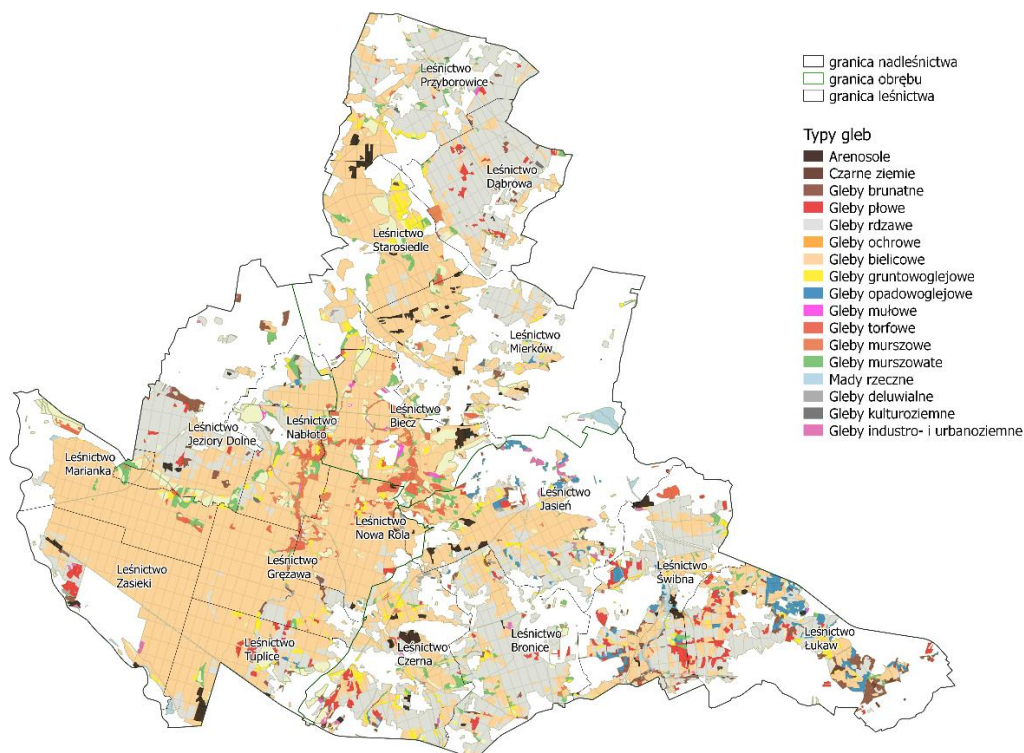 Leśnictwo
Przyborowice
Leśnictwo
Dąbrowa
Leśnictwo
Starosiedle
Leśnictwo
Mierków
Leśnictwo
Biecz
Leśnictwo
Nabłoto
Leśnictwo
Jeziory Dolne
Leśnictwo
Marianka
Leśnictwo
Jasień
Leśnictwo
Nowa Rola
Leśnictwo
Zasieki
Leśnictwo
Gręzawa
Leśnictwo
Świbna
Leśnictwo
Tuplice
Leśnictwo
Czerna
Leśnictwo
Bronice
Leśnictwo
Łukaw
granica nadleśnictwa
granica obrębu
granica leśnictwa
Typy gleb
Arenosole
Czarne ziemie
Gleby brunatne
Gleby płowe
Gleby rdzawe
Gleby ochrowe
Gleby bielicowe
Gleby gruntowoglejowe
Gleby opadowoglejowe
Gleby mułowe
Gleby torfowe
Gleby murszowe
Gleby murszowate
Mady rzeczne
Gleby deluwialne
Gleby kulturoziemne
Gleby industro- i urbanoziemne